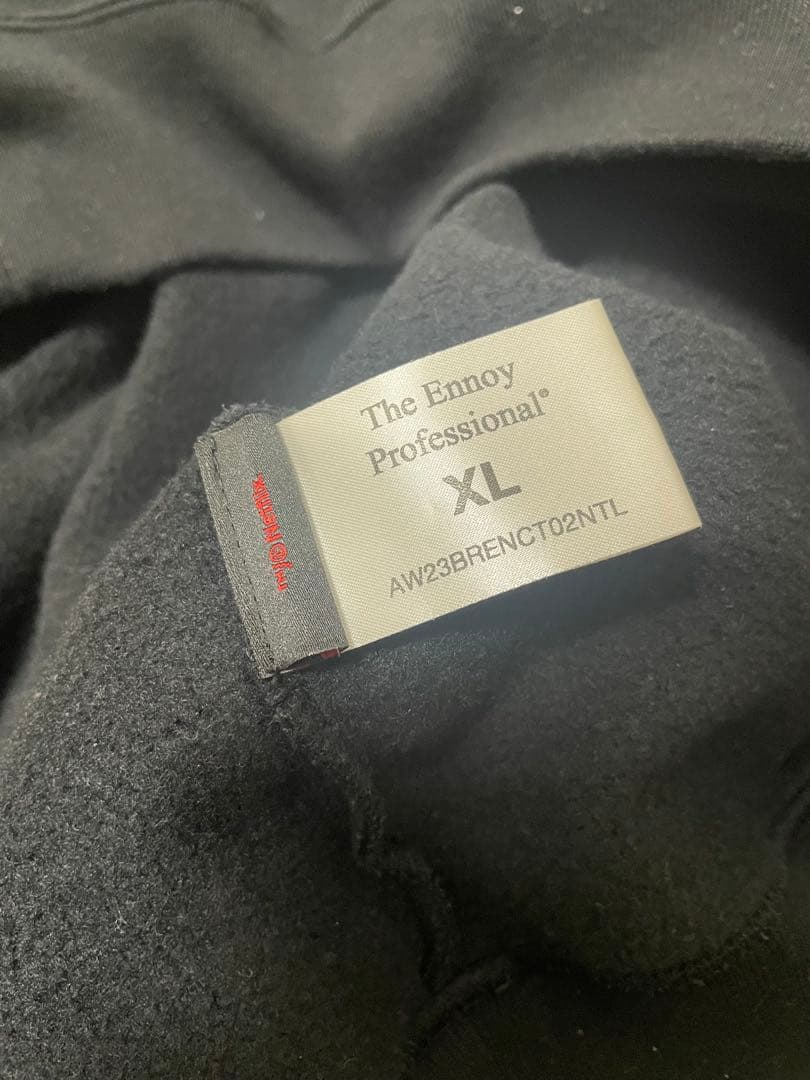 The Ennoy
Professional®
XL
AW23BRENCT02NTL